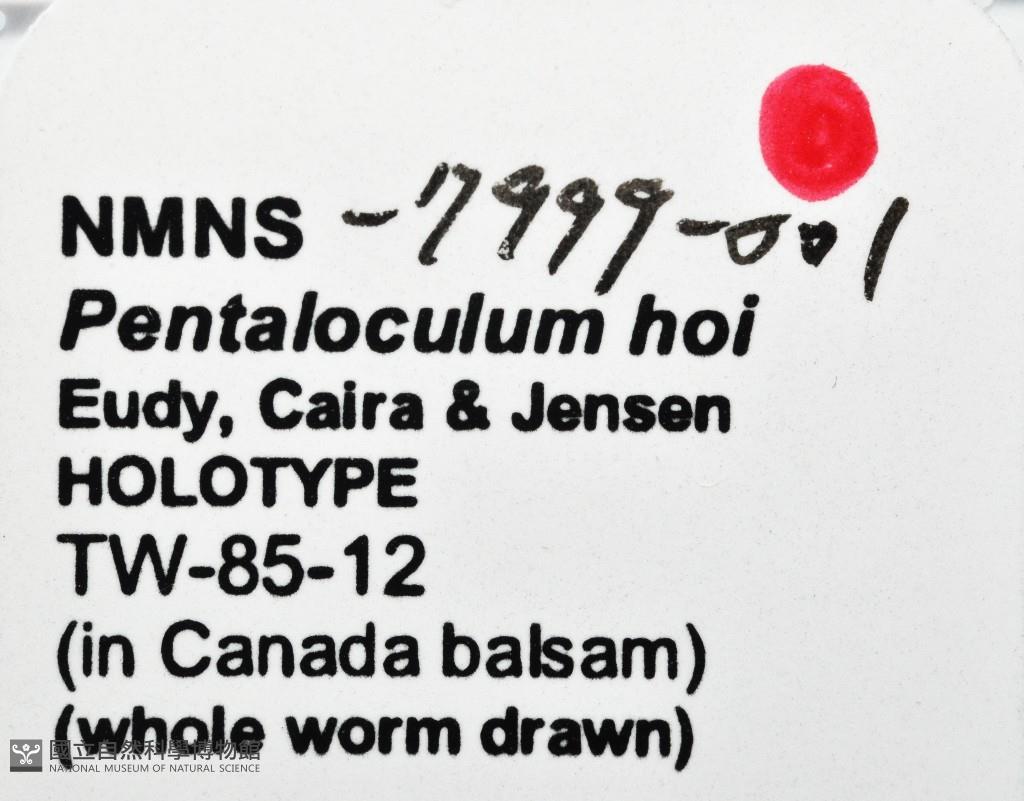 NMNS -7999-001
Pentaloculum hoi
Eudy, Caira & Jensen
HOLOTYPE
TW-85-12
(in Canada balsam)
(whole worm drawn)
國立自然科學博物館
NATIONAL MUSEUM OF NATURAL SCIENCE